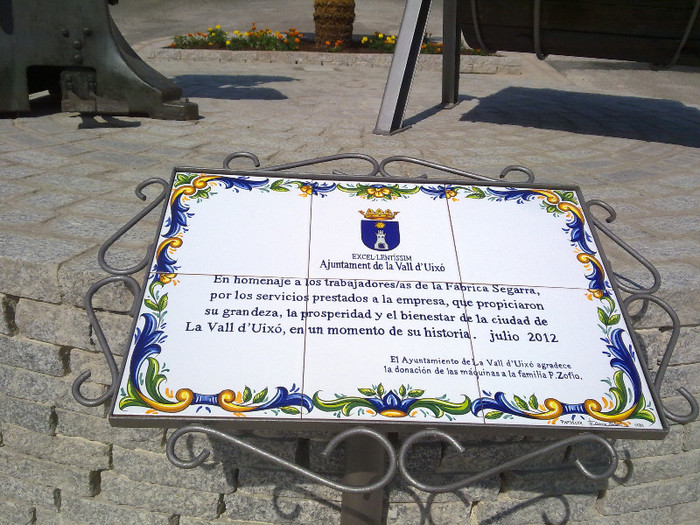 EXCEL·LENTÍSSIM
Ajuntament de la Vall d'Uixó
En homenaje a los trabajadores/as de la Fábrica Segarra,
por los servicios prestados a la empresa, que propiciaron
su grandeza, la prosperidad y el bienestar de la ciudad de
La Vall d'Uixó, en un momento de su historia. julio 2012
El Ayuntamiento de La Vall d'Uixó agradece
la donación de las máquinas a la familia P.Zofío.